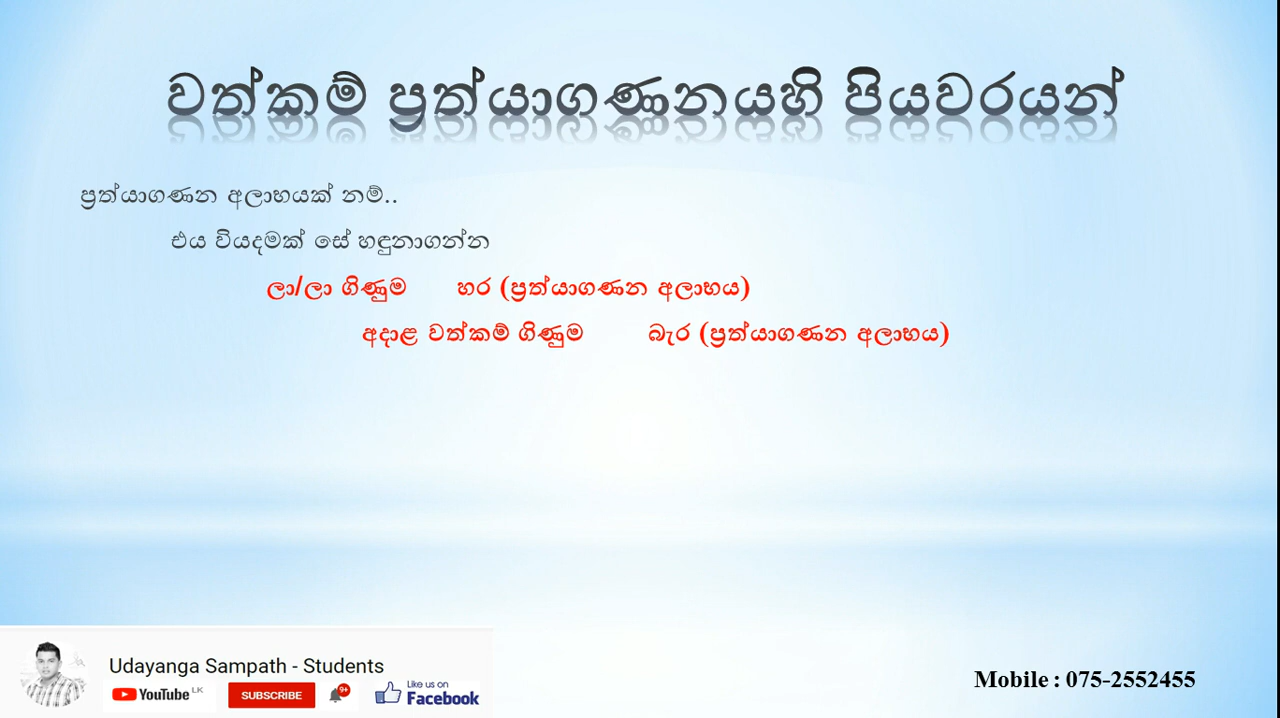 වත්කම් ප්‍රත්යාගණනයහි පියවරයන්
ප්‍රත්යාගණන අලාභයක් නම්..
එය වියදමක් සේ හඳුනාගන්න
ලා/ලා ගිණුම හර (ප්‍රත්යාගණන අලාභය)
අදාළ වත්කම් ගිණුම බැර (ප්‍රත්යාගණන අලාභය)
Udayanga Sampath - Students
YouTube LK SUBSCRIBE 9+ Like us on Facebook
Mobile : 075-2552455